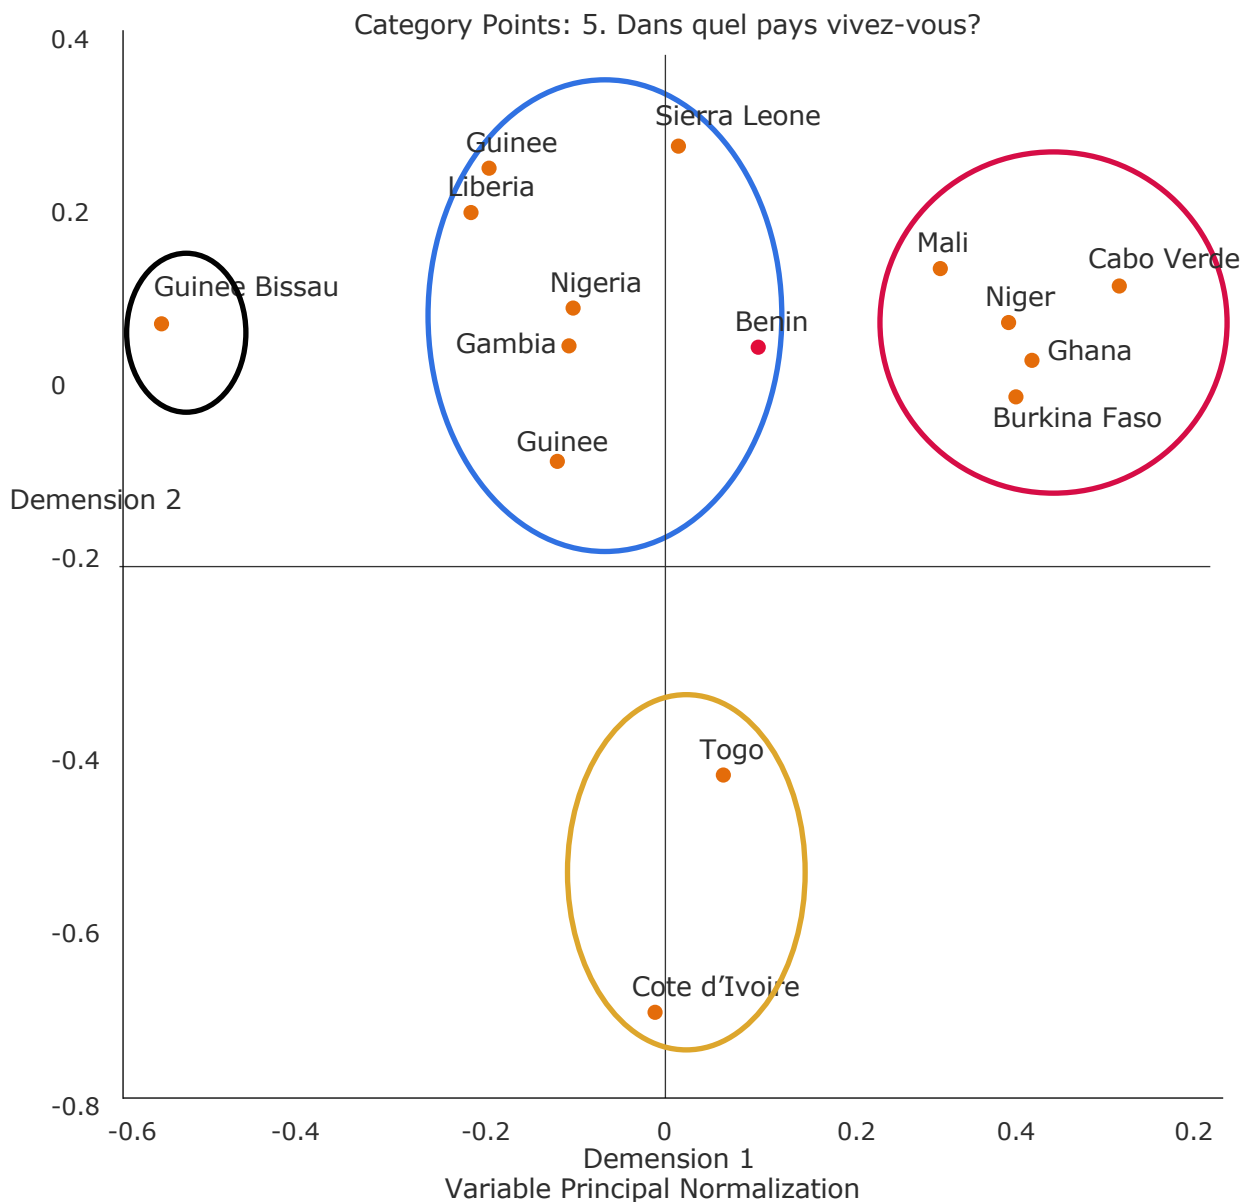 Category Points: 5. Dans quel pays vivez-vous?
0.4
Sierra Leone
Guinee
Liberia
0.2
Mali
Cabo Verde
Guinee Bissau
Nigeria
Niger
Benin
Gambia
Ghana
0
Burkina Faso
Guinee
Demension 2
-0.2
Togo
-0.4
-0.6
Cote d’Ivoire
-0.8
-0.6 -0.4 -0.2 0 0.2 0.4 0.2
Demension 1
Variable Principal Normalization